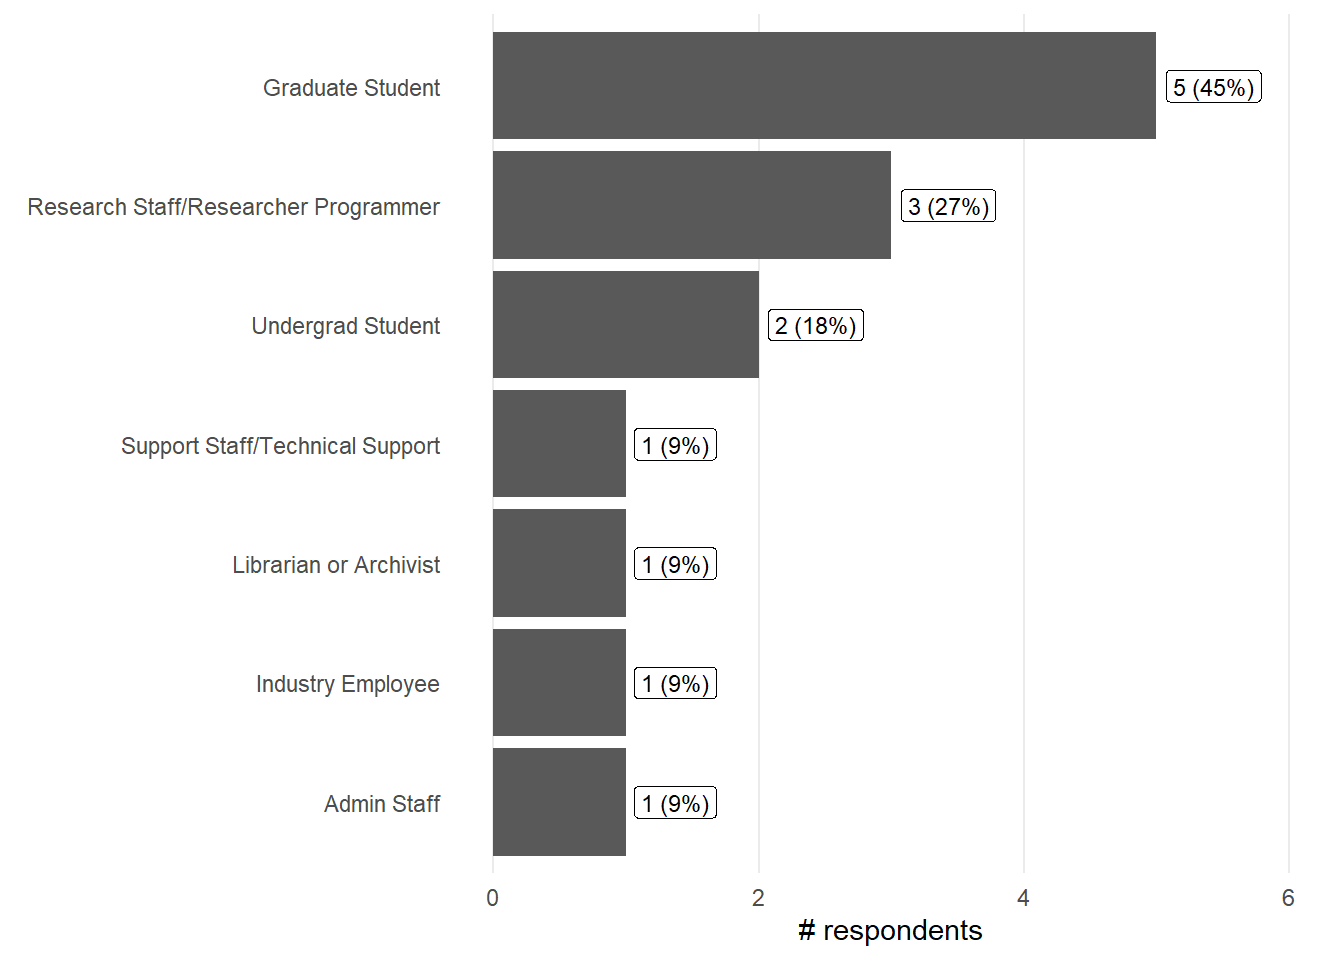 Graduate Student 5 (45%)
Research Staff/Researcher Programmer 3 (27%)
Undergrad Student 2 (18%)
Support Staff/Technical Support 1 (9%)
Librarian or Archivist 1 (9%)
Industry Employee 1 (9%)
Admin Staff 1 (9%)
0 2 4 6
# respondents